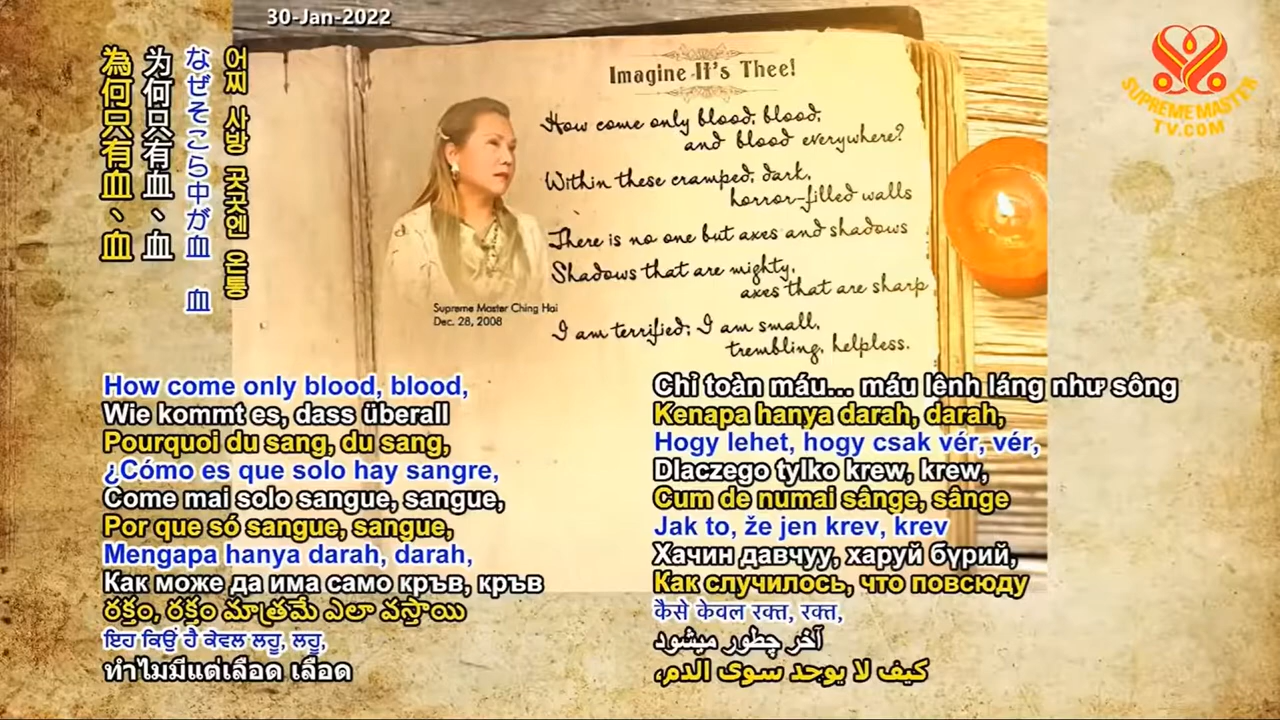 30-Jan-2022
SUPREME MASTER
TV.COM
어찌 사방 곳곳엔 온통
なぜそこら中が血 血
为何只有血、血
為何只有血、血
Imagine It's Thee!
How come only blood, blood,
and blood everywhere?
Within these cramped, dark,
horror-filled walls
There is no one but axes and shadows
Shadows that are mighty,
axes that are sharp
I am terrified; I am small,
trembling, helpless.
Supreme Master Ching Hai
Dec. 28, 2008
How come only blood, blood,
Wie kommt es, dass überall
Pourquoi du sang, du sang,
¿Cómo es que solo hay sangre,
Come mai solo sangue, sangue,
Por que só sangue, sangue,
Mengapa hanya darah, darah,
Как може да има само кръв, кръв
రక్తం, రక్తం మాత్రమే ఎలా వస్తాయి
ਇਹ ਕਿਉਂ ਹੈ ਕੇਵਲ ਲਹੂ, ਲਹੂ,
ทำไมมีแต่เลือด เลือด
Chỉ toàn máu... máu lênh láng như sông
Kenapa hanya darah, darah,
Hogy lehet, hogy csak vér, vér,
Dlaczego tylko krew, krew,
Cum de numai sânge, sânge
Jak to, že jen krev, krev
Хачин давчуу, харуй бүрий,
Как случилось, что повсюду
कैसे केवल रक्त, रक्त,
آخر چطور میشود
كيف لا يوجد سوى الدم،